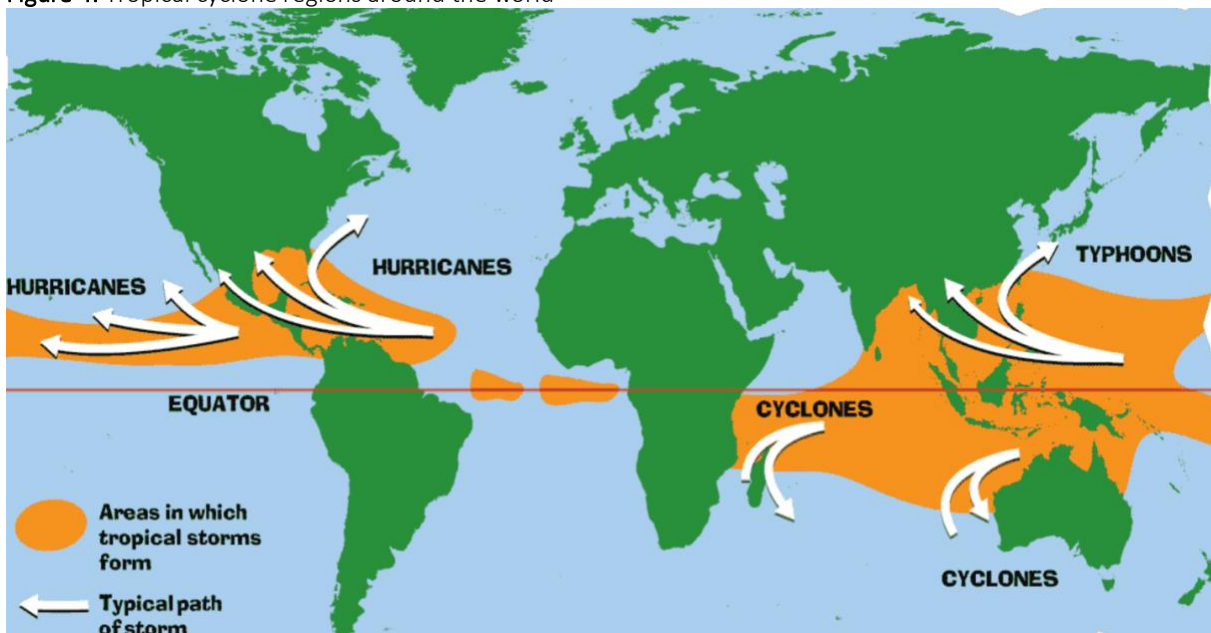 Figure 4: Tropical cyclone regions around the world
HURRICANES
HURRICANES
TYPHOONS
EQUATOR
CYCLONES
CYCLONES
Areas in which
tropical storms
form
Typical path
of storm